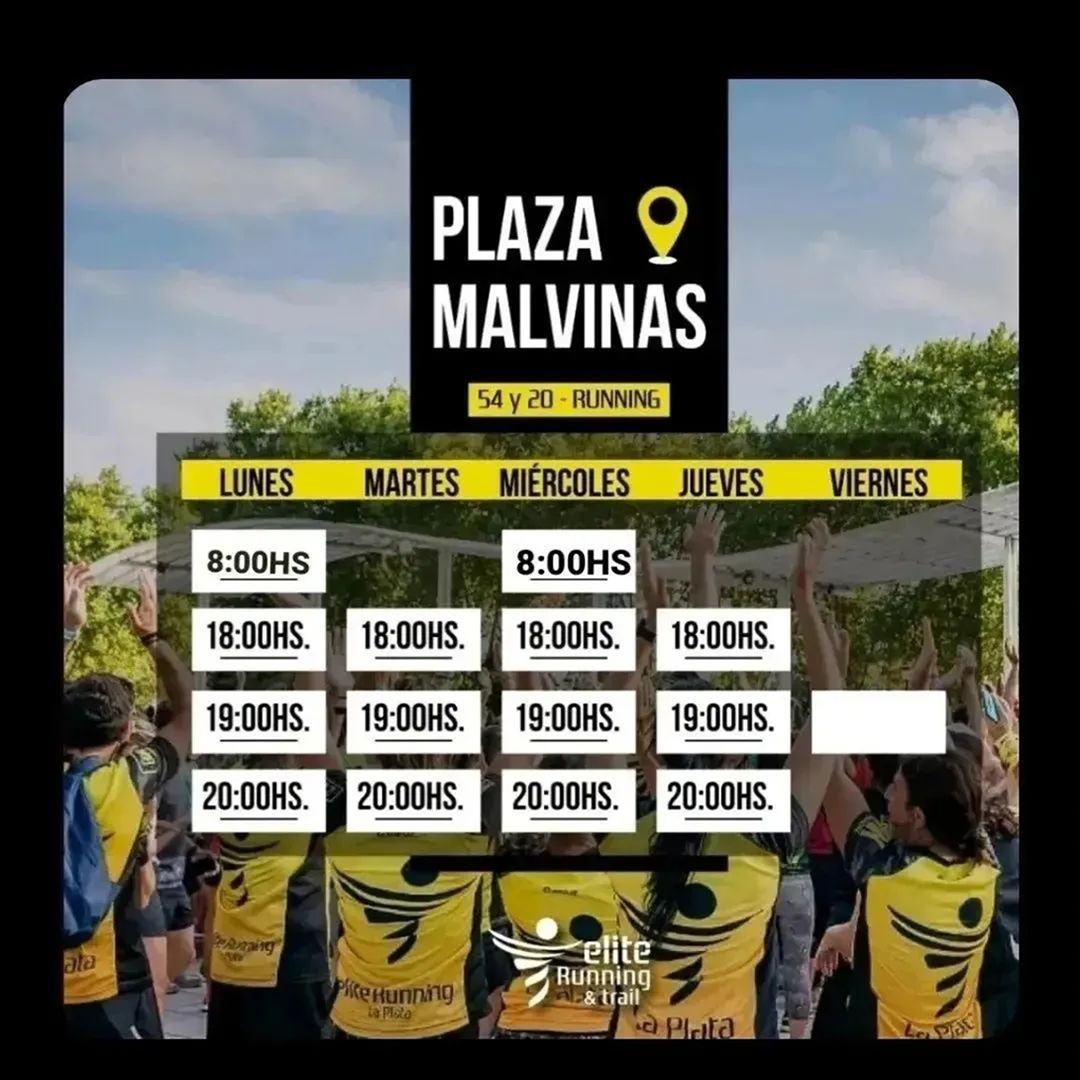 PLAZA
MALVINAS
54 y 20 - RUNNING
LUNES MARTES MIÉRCOLES JUEVES VIERNES
8:00HS 8:00HS
18:00HS. 18:00HS. 18:00HS. 18:00HS.
19:00HS. 19:00HS. 19:00HS. 19:00HS.
20:00HS. 20:00HS. 20:00HS. 20:00HS.
elite
Running
& trail
Elite Running
La Plata
La Plata